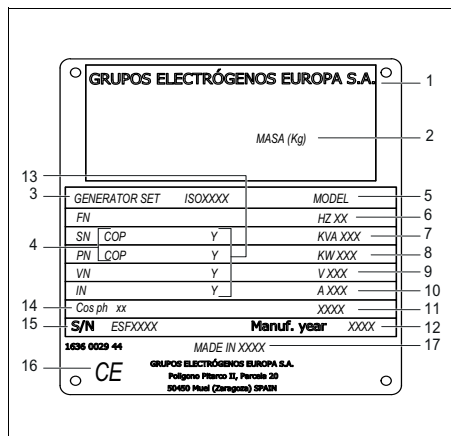 GRUPOS ELECTRÓGENOS EUROPA S.A. 1
MASA (Kg) 2
13
3 GENERATOR SET ISOXXXX MODEL 5
FN HZ XX 6
4 SN COP Y KVA XXX 7
PN COP Y KW XXX 8
VN Y V XXX 9
IN Y A XXX 10
14 Cos ph xx XXXX 11
15 S/N ESFXXXX Manuf. year XXXX 12
1636 0029 44 MADE IN XXXX 17
16 CE GRUPOS ELECTRÓGENOS EUROPA S.A.
Polígono Pitarco II, Parcela 20
50450 Muel (Zaragoza) SPAIN